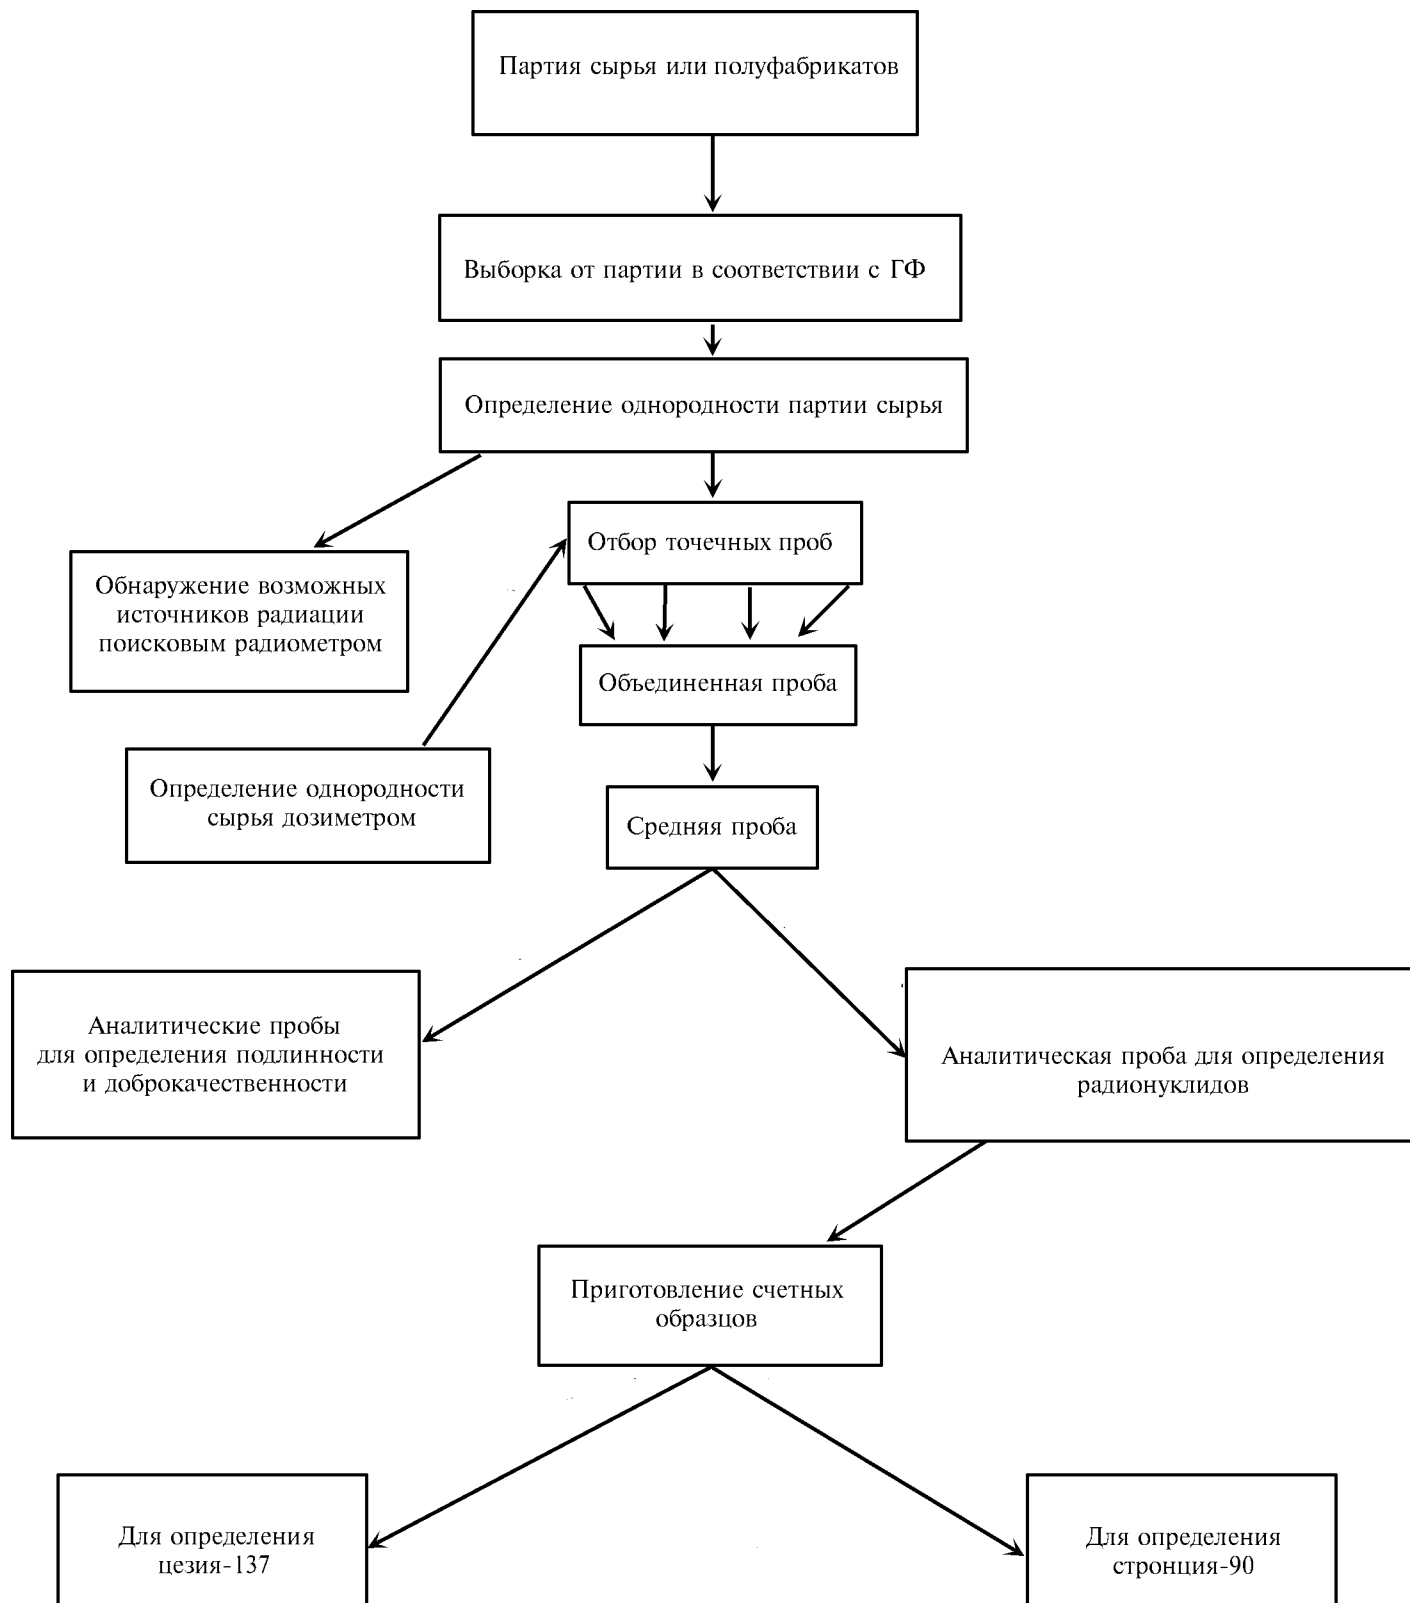 Партия сырья или полуфабрикатов
Выборка от партии в соответствии с ГФ
Определение однородности партии сырья
Отбор точечных проб
Обнаружение возможных
источников радиации
поисковым радиометром
Объединенная проба
Определение однородности
сырья дозиметром
Средняя проба
Аналитические пробы
для определения подлинности
и доброкачественности
Аналитическая проба для определения
радионуклидов
Приготовление счетных
образцов
Для определения
цезия-137
Для определения
стронция-90